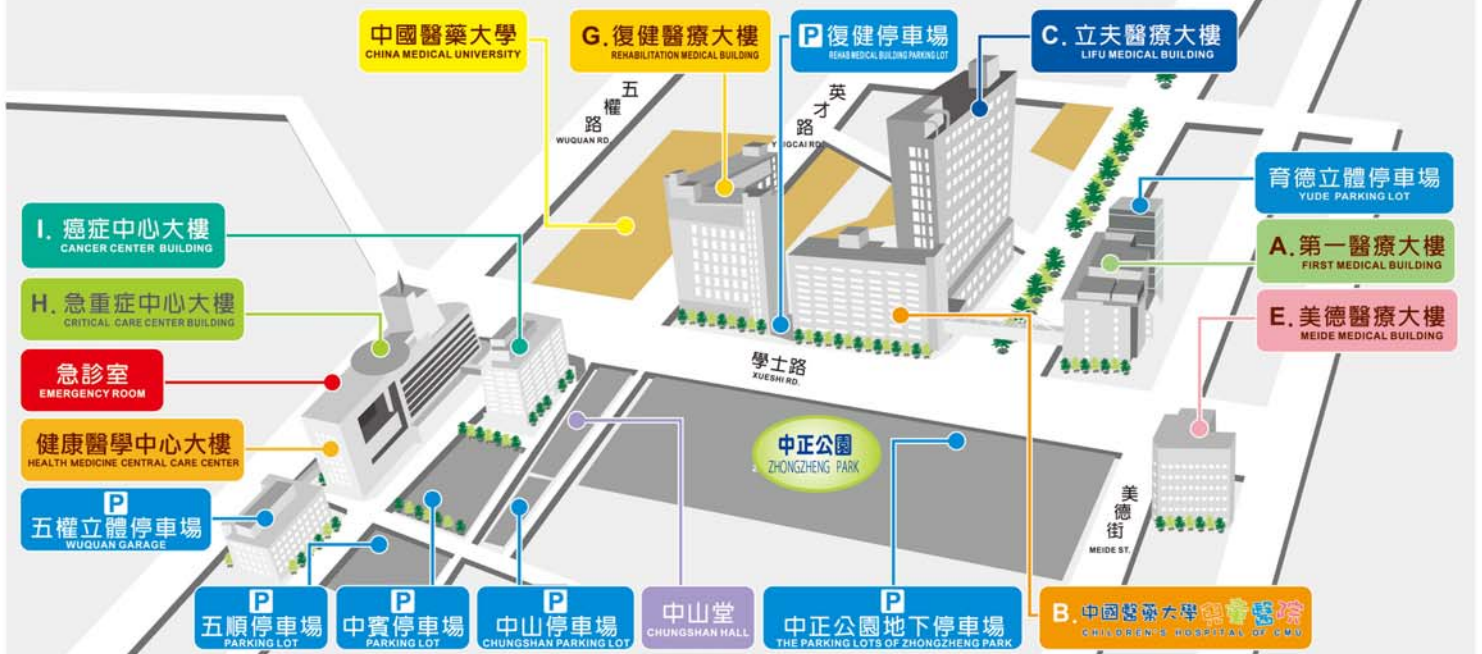 中國醫藥大學
CHINA MEDICAL UNIVERSITY
G.復健醫療大樓
REHABILITATION MEDICAL BUILDING
P 復健停車場
REHAB MEDICAL BUILDING PARKING LOT
C.立夫醫療大樓
LIFU MEDICAL BUILDING
五權路
WUQUAN RD.
英才路
YINGCAI RD.
育德立體停車場
YUDE PARKING LOT
I. 癌症中心大樓
CANCER CENTER BUILDING
A.第一醫療大樓
FIRST MEDICAL BUILDING
H.急重症中心大樓
CRITICAL CARE CENTER BUILDING
E.美德醫療大樓
MEIDE MEDICAL BUILDING
急診室
EMERGENCY ROOM
學士路
XUESHI RD.
健康醫學中心大樓
HEALTH MEDICINE CENTRAL CARE CENTER
中正公園
ZHONGZHENG PARK
P
五權立體停車場
WUQUAN GARAGE
美德街
MEIDE ST.
P
五順停車場
PARKING LOT
P
中賓停車場
PARKING LOT
P
中山停車場
CHUNGSHAN PARKING LOT
中山堂
CHUNGSHAN HALL
P
中正公園地下停車場
THE PARKING LOTS OF ZHONGZHENG PARK
B.中國醫藥大學兒童醫院
CHILDREN'S HOSPITAL OF CMU